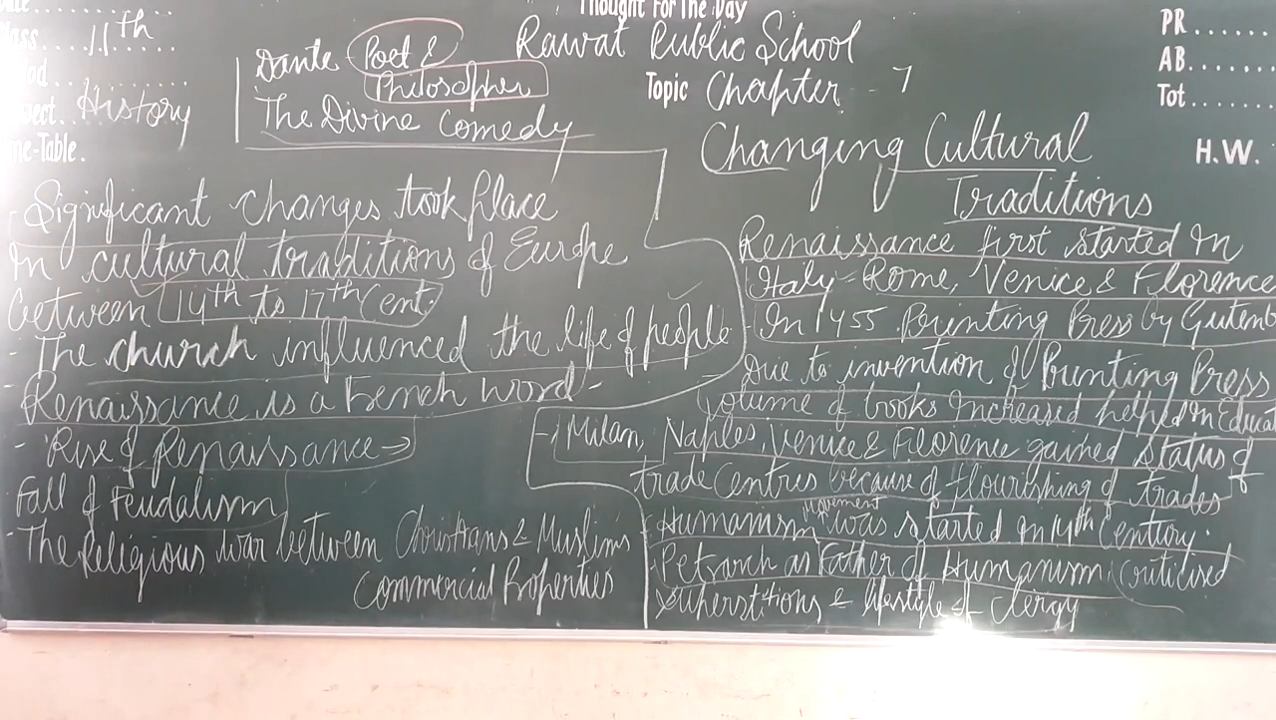 Thought For The Day
Rawat Public School
Class....11th
Subject. History
Time-Table.
Topic Chapter - 7
Changing Cultural
Traditions
PR......
AB.......
Tot.......
H.W.
Dante - Poet &
Philosopher
The Divine Comedy
- Significant changes took place
In cultural traditions of Europe
between 14th to 17th Cent.
- The church influenced the life of people
- Renaissance is a French word -
- Rise of Renaissance →
Fall of Feudalism
- The Religious war between Christians & Muslims
Commercial Properties
Renaissance first started In
Italy - Rome, Venice & Florence
- In 1455 Printing Press by Gutenb
- Due to invention of Printing Press
volume of books Increased helped In Educat
- Milan, Naples, Venice & Florence gained Status of
trade Centres because of flourishing of trades
- Humanism movement was started In 14th Century.
- Petrarch as Father of Humanism criticised
superstitions & lifestyle of clergy